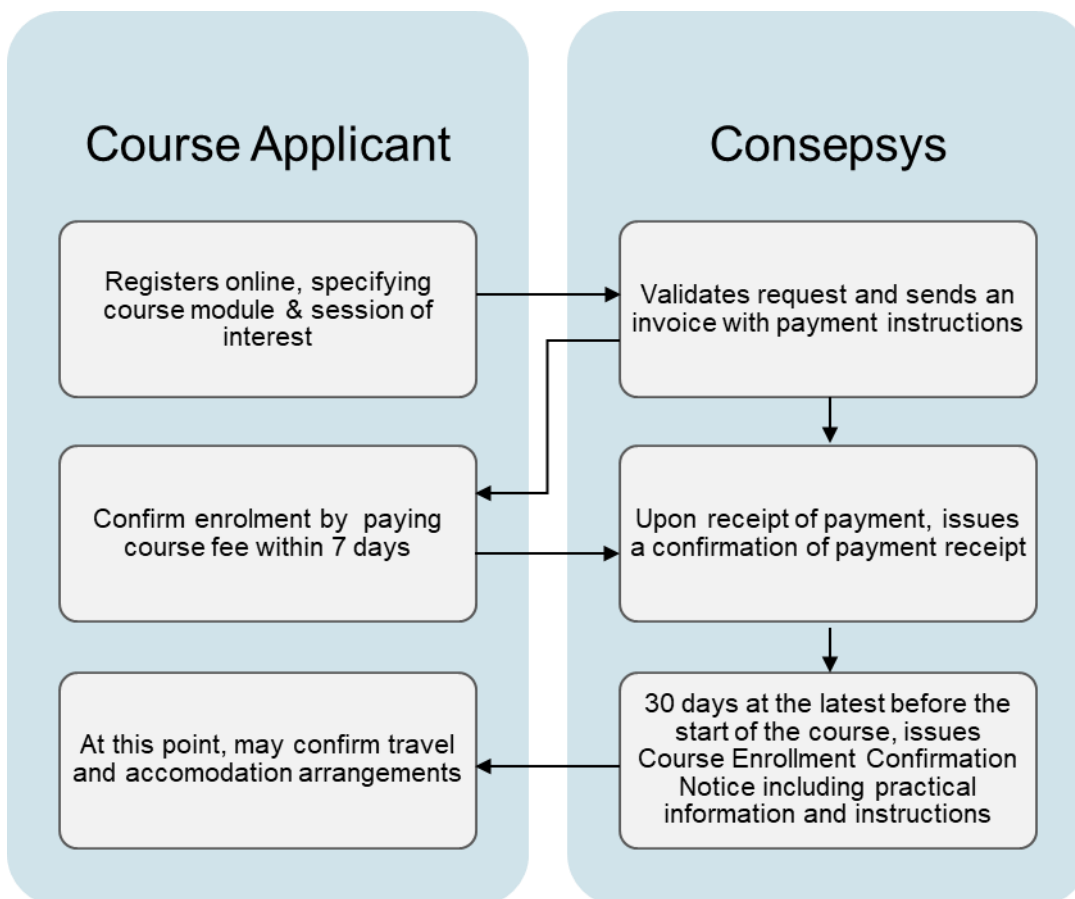 Course Applicant
Consepsys
Registers online, specifying
course module & session of
interest
Validates request and sends an
invoice with payment instructions
Confirm enrolment by paying
course fee within 7 days
Upon receipt of payment, issues
a confirmation of payment receipt
30 days at the latest before the
start of the course, issues
Course Enrollment Confirmation
Notice including practical
information and instructions
At this point, may confirm travel
and accomodation arrangements